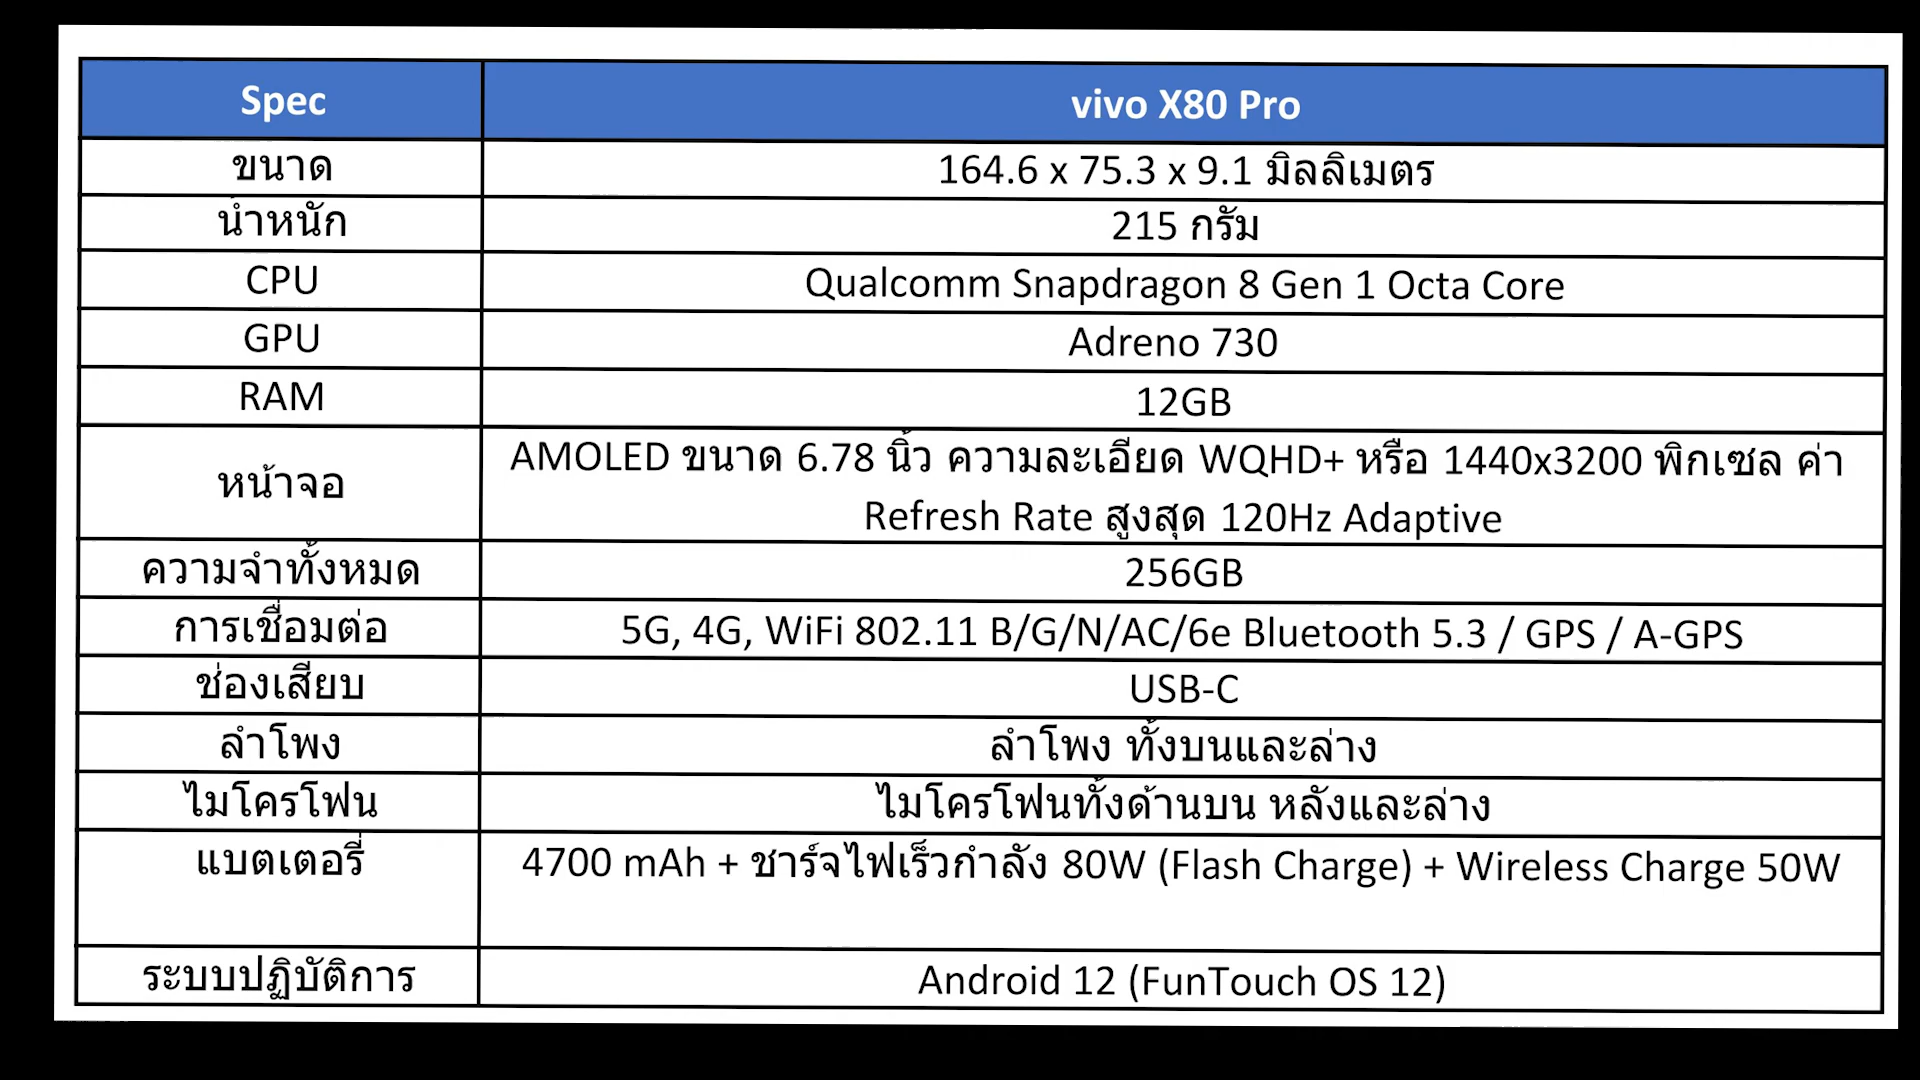 Spec vivo X80 Pro
ขนาด 164.6 x 75.3 x 9.1 มิลลิเมตร
น้ำหนัก 215 กรัม
CPU Qualcomm Snapdragon 8 Gen 1 Octa Core
GPU Adreno 730
RAM 12GB
หน้าจอ AMOLED ขนาด 6.78 นิ้ว ความละเอียด WQHD+ หรือ 1440x3200 พิกเซล ค่า
Refresh Rate สูงสุด 120Hz Adaptive
ความจำทั้งหมด 256GB
การเชื่อมต่อ 5G, 4G, WiFi 802.11 B/G/N/AC/6e Bluetooth 5.3 / GPS / A-GPS
ช่องเสียบ USB-C
ลำโพง ลำโพง ทั้งบนและล่าง
ไมโครโฟน ไมโครโฟนทั้งด้านบน หลังและล่าง
แบตเตอรี่ 4700 mAh + ชาร์จไฟเร็วกำลัง 80W (Flash Charge) + Wireless Charge 50W
ระบบปฏิบัติการ Android 12 (FunTouch OS 12)